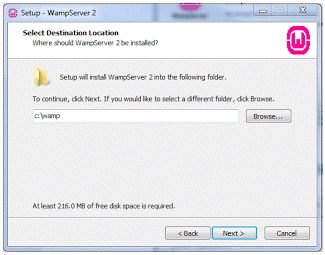 Setup - WampServer 2
Select Destination Location
Where should WampServer 2 be installed?
Setup will install WampServer 2 into the following folder.
To continue, click Next. If you would like to select a different folder, click Browse.
c:\wamp
Browse...
At least 216.0 MB of free disk space is required.
< Back
Next >
Cancel